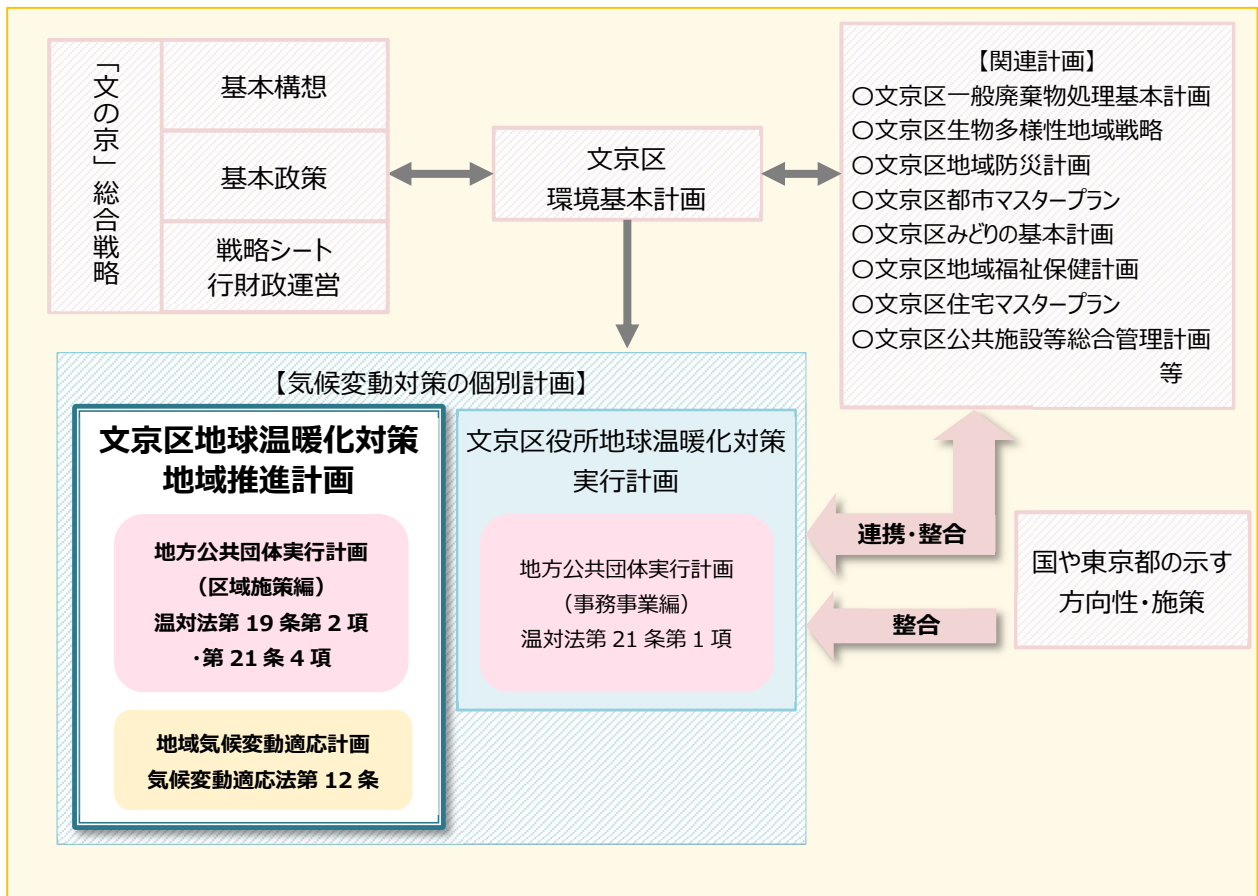 「文の京」総合戦略
基本構想
基本政策
戦略シート
行財政運営
文京区
環境基本計画
【関連計画】
〇文京区一般廃棄物処理基本計画
〇文京区生物多様性地域戦略
〇文京区地域防災計画
〇文京区都市マスタープラン
〇文京区みどりの基本計画
〇文京区地域福祉保健計画
〇文京区住宅マスタープラン
〇文京区公共施設等総合管理計画
等
【気候変動対策の個別計画】
文京区地球温暖化対策
地域推進計画
地方公共団体実行計画
（区域施策編）
温対法第 19 条第 2 項
・第 21 条 4 項
地域気候変動適応計画
気候変動適応法第 12 条
文京区役所地球温暖化対策
実行計画
地方公共団体実行計画
（事務事業編）
温対法第 21 条第 1 項
連携・整合
整合
国や東京都の示す
方向性・施策